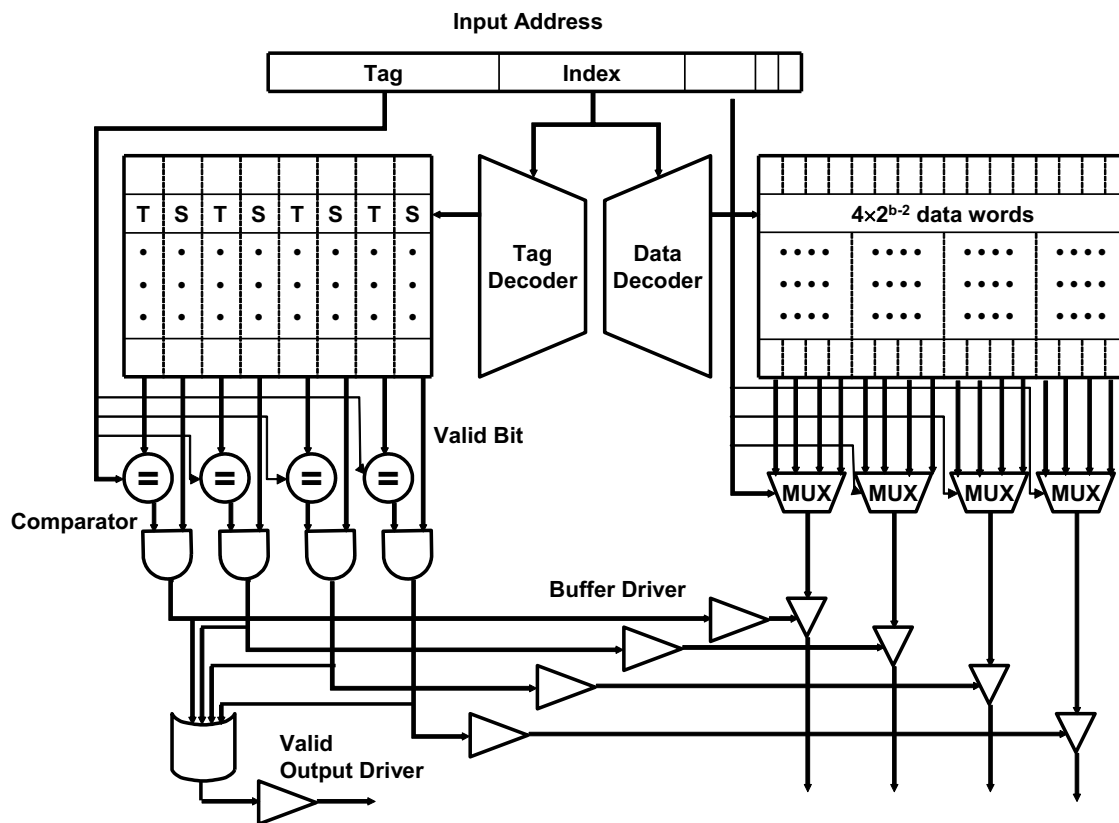 Input Address
Tag Index
T S T S T S T S
4×2ᵇ⁻² data words
Tag
Decoder
Data
Decoder
Valid Bit
= = = =
MUX MUX MUX MUX
Comparator
Buffer Driver
Valid
Output Driver